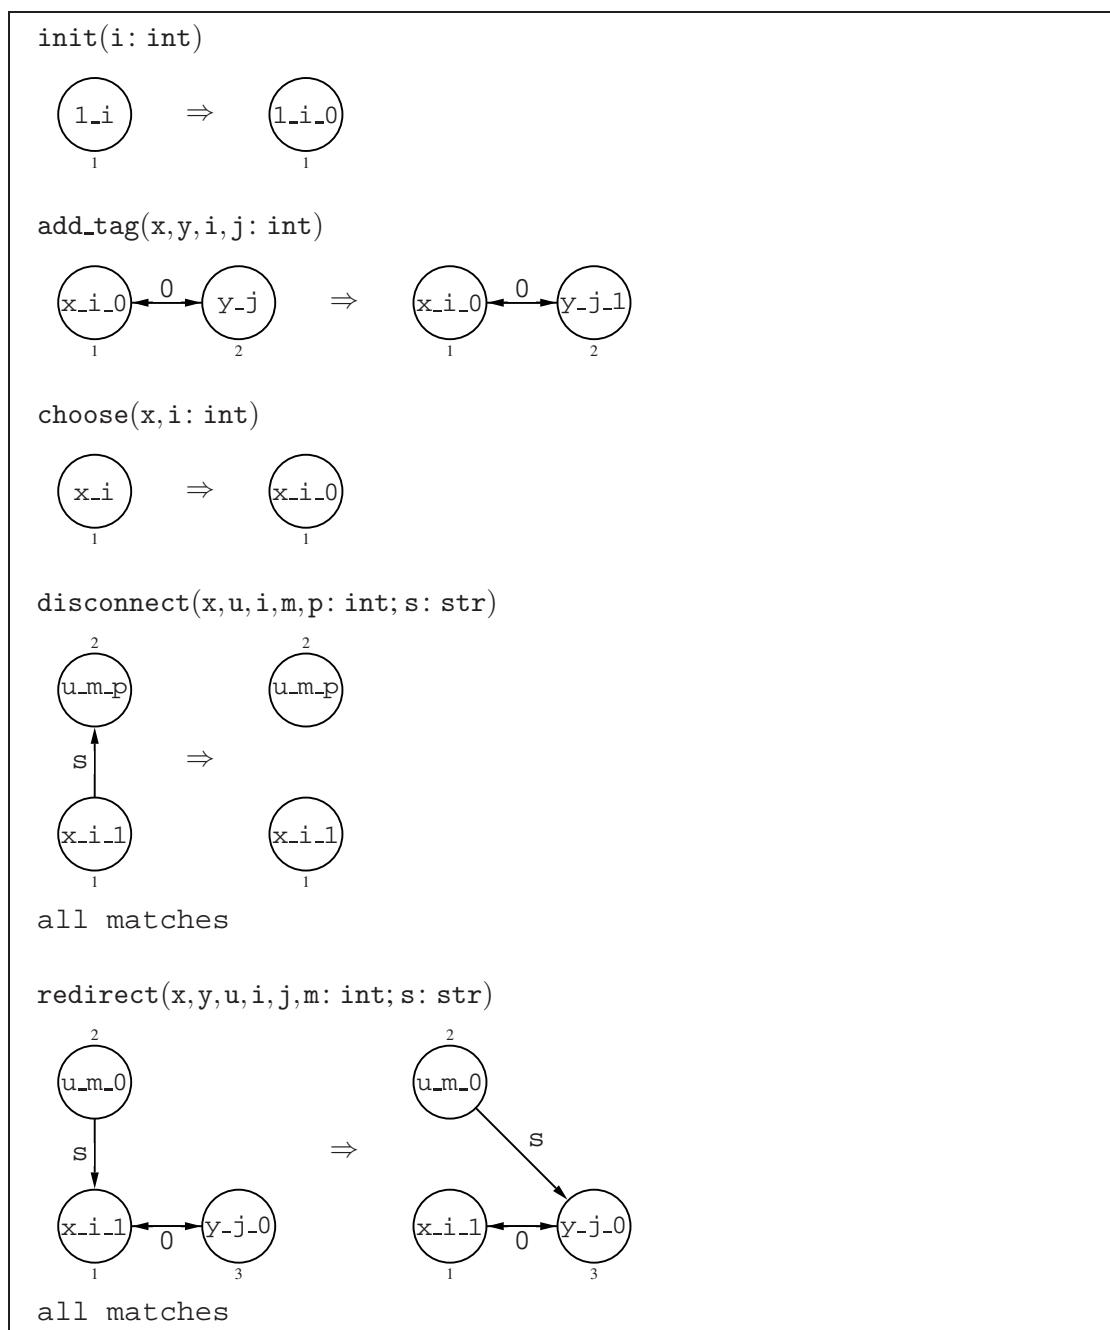 init(i: int)
1_i ⇒ 1_i_0
1 1
add_tag(x,y,i,j: int)
x_i_0 0 y_j ⇒ x_i_0 0 y_j_1
1 2 1 2
choose(x,i: int)
x_i ⇒ x_i_0
1 1
disconnect(x,u,i,m,p: int; s: str)
2 2
u_m_p u_m_p
s ⇒
x_i_1 x_i_1
1 1
all matches
redirect(x,y,u,i,j,m: int; s: str)
2 2
u_m_0 u_m_0
s ⇒ s
x_i_1 0 y_j_0 x_i_1 0 y_j_0
1 3 1 3
all matches